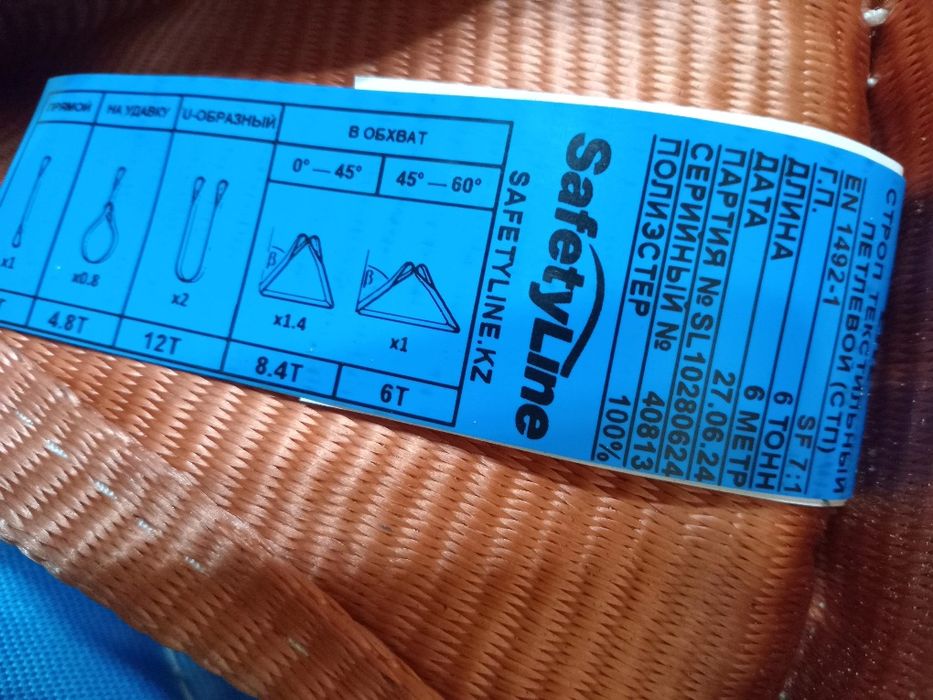 СТРОП ТЕКСТИЛЬНЫЙ
ПЕТЛЕВОЙ (СТП)
EN 1492-1 SF 7:1
Г.П. 6 ТОНН
ДЛИНА 6 МЕТР
ДАТА 27.06.24
ПАРТИЯ № SL10280624
СЕРИЙНЫЙ № 40813
ПОЛИЭСТЕР 100%
SafetyLine
SAFETYLINE.KZ
ПРЯМОЙ НА УДАВКУ U-ОБРАЗНЫЙ В ОБХВАТ
0° — 45° 45° — 60°
β β
x1 x0.8 x2 x1.4 x1
T 4.8T 12T 8.4T 6T